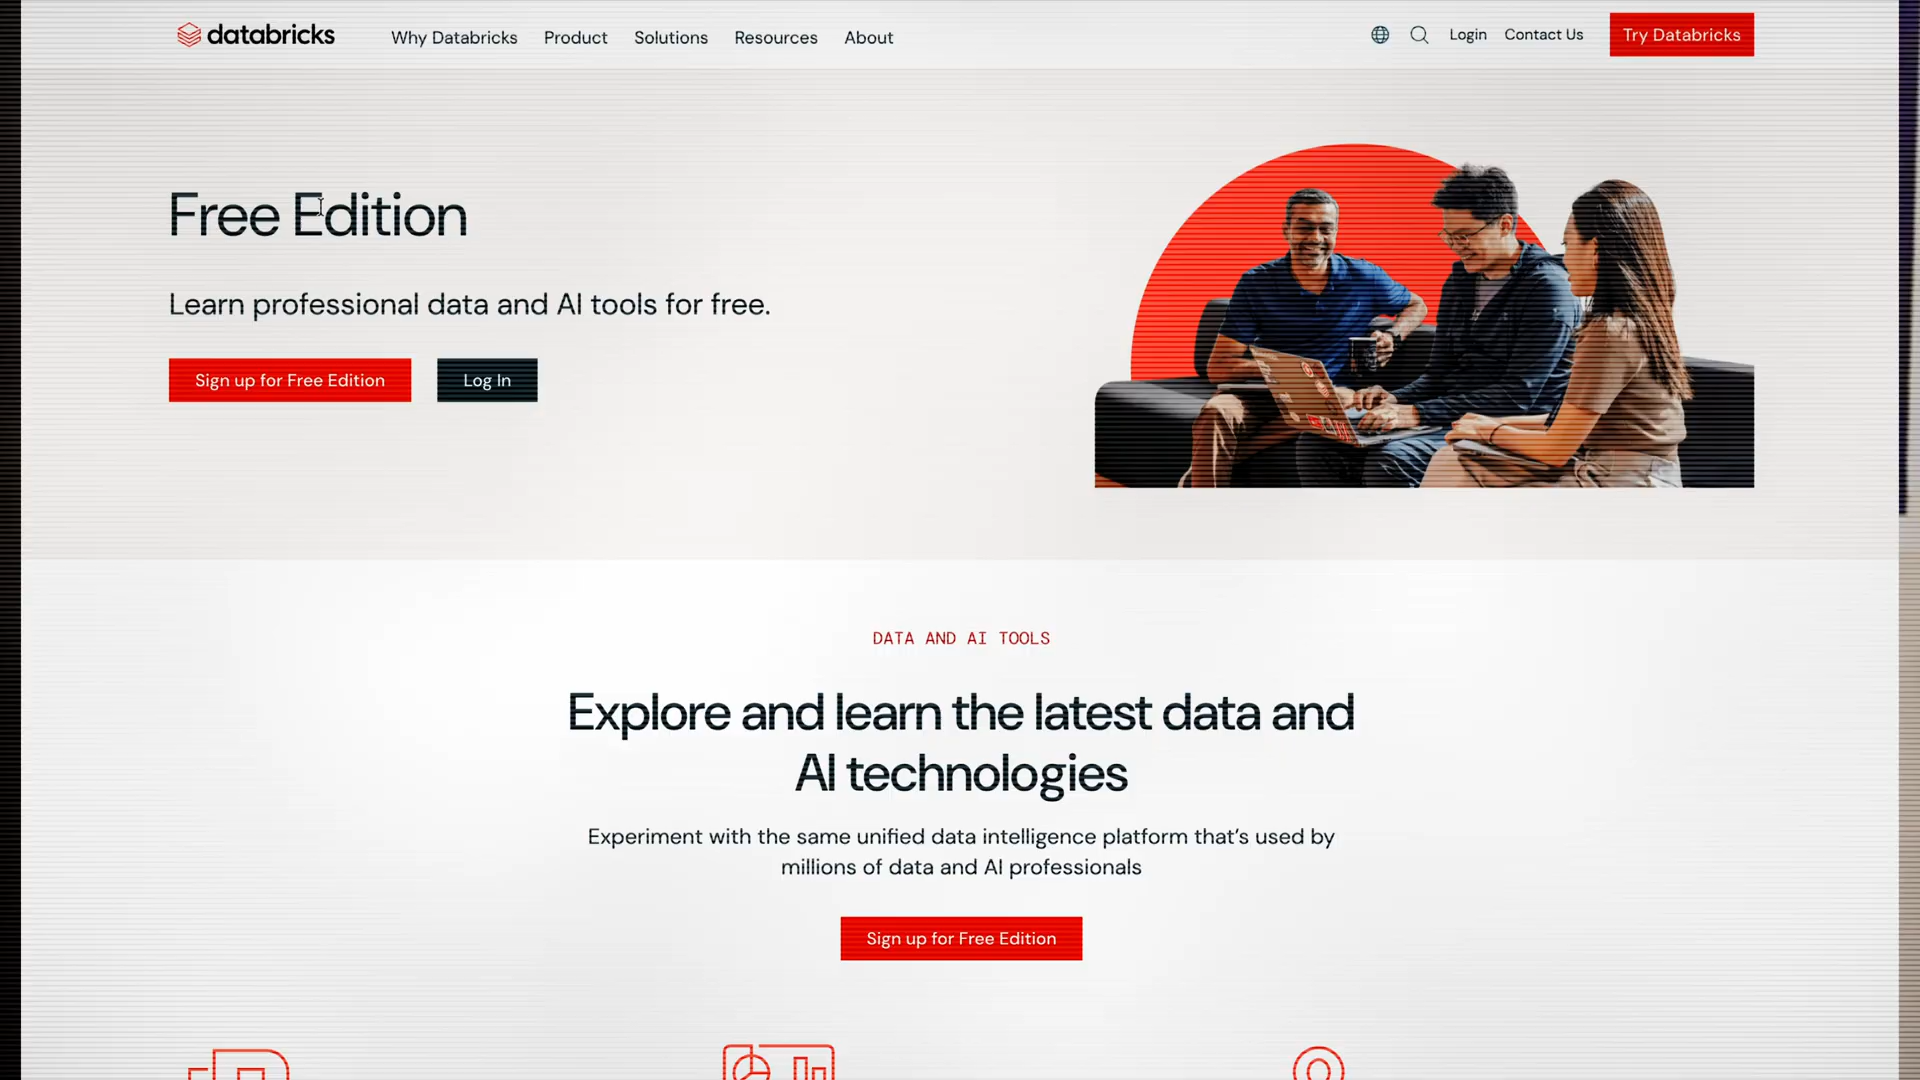 databricks
Why Databricks
Product
Solutions
Resources
About
Login
Contact Us
Try Databricks
Free Edition
Learn professional data and AI tools for free.
Sign up for Free Edition
Log In
DATA AND AI TOOLS
Explore and learn the latest data and
AI technologies
Experiment with the same unified data intelligence platform that's used by
millions of data and AI professionals
Sign up for Free Edition